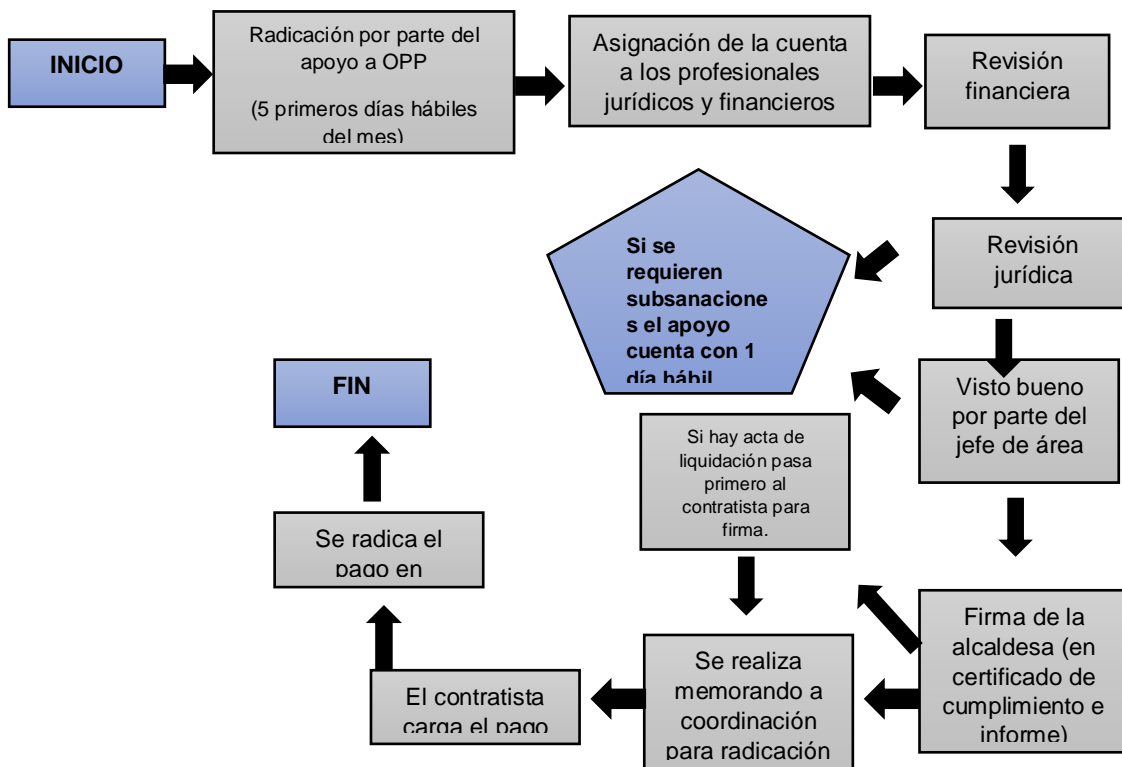 INICIO
Radicación por parte del
apoyo a OPP
(5 primeros días hábiles
del mes)
Asignación de la cuenta
a los profesionales
jurídicos y financieros
Revisión
financiera
Revisión
jurídica
Si se
requieren
subsanacione
s el apoyo
cuenta con 1
día hábil
Visto bueno
por parte del
jefe de área
FIN
Si hay acta de
liquidación pasa
primero al
contratista para
firma.
Se radica el
pago en
Firma de la
alcaldesa (en
certificado de
cumplimiento e
informe)
Se realiza
memorando a
coordinación
para radicación
El contratista
carga el pago